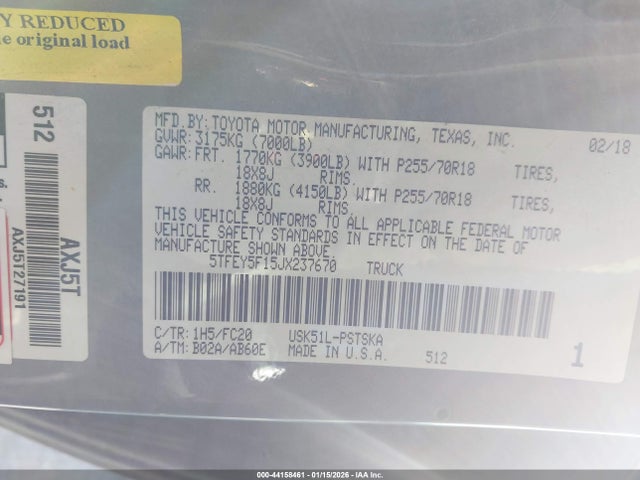 Y REDUCED
e original load
512
AXJ5T
AXJ5T27191
MFD.BY:TOYOTA MOTOR MANUFACTURING, TEXAS, INC. 02/18
GVWR: 3175KG (7000LB)
GAWR: FRT. 1770KG (3900LB) WITH P255/70R18 TIRES,
18X8J RIMS.
RR. 1880KG (4150LB) WITH P255/70R18 TIRES,
18X8J RIMS.
THIS VEHICLE CONFORMS TO ALL APPLICABLE FEDERAL MOTOR
VEHICLE SAFETY STANDARDS IN EFFECT ON THE DATE OF
MANUFACTURE SHOWN ABOVE.
5TFEY5F15JX237670 TRUCK
C/TR: 1H5/FC20 USK51L-PSTSKA
A/TM: B02A/AB60E MADE IN U.S.A. 512 1
000-44158461 - 01/15/2026 - IAA Inc.